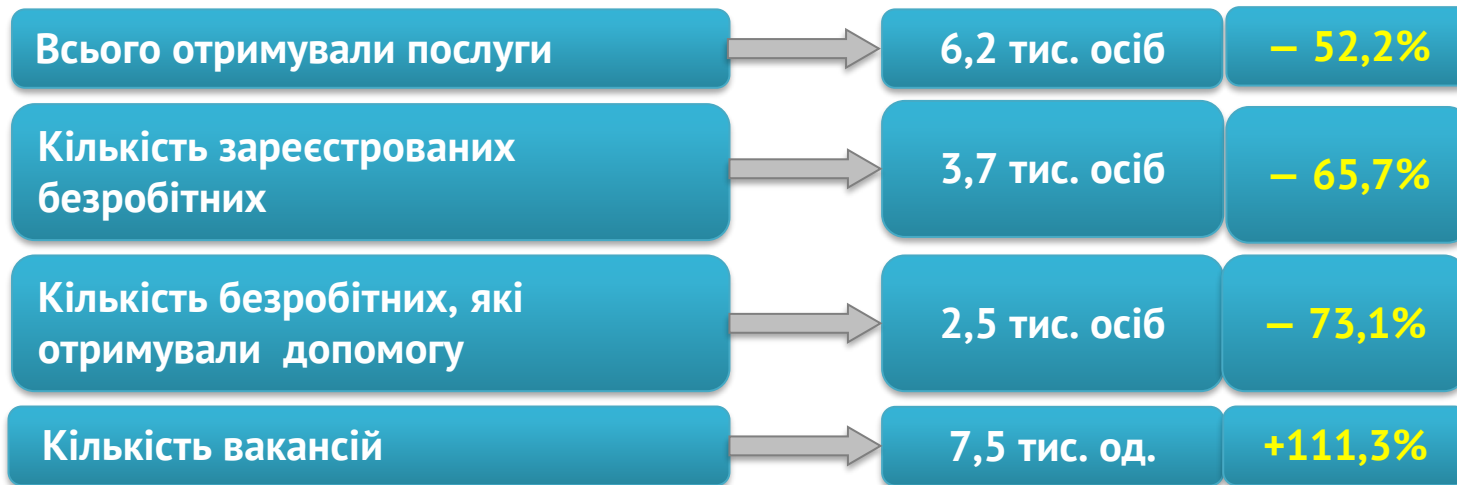 Всього отримували послуги 6,2 тис. осіб — 52,2%
Кількість зареєстрованих
безробітних 3,7 тис. осіб — 65,7%
Кількість безробітних, які
отримували допомогу 2,5 тис. осіб — 73,1%
Кількість вакансій 7,5 тис. од. +111,3%